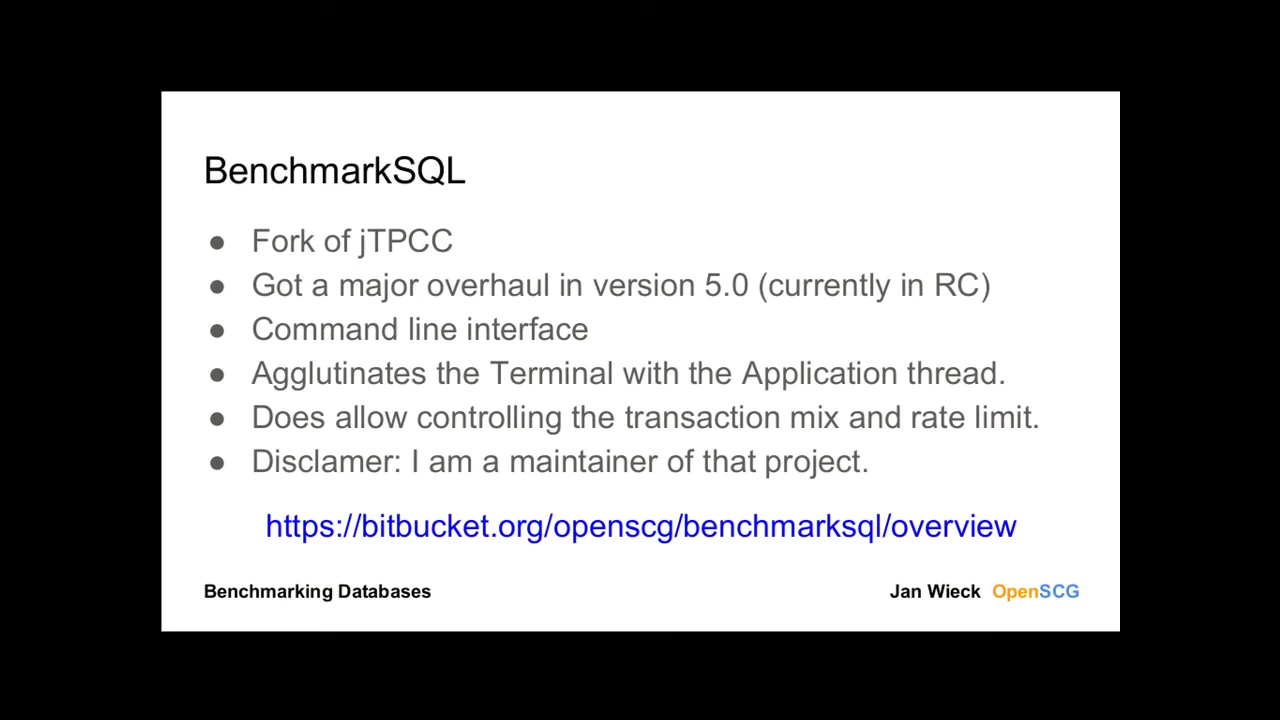 BenchmarkSQL
● Fork of jTPCC
● Got a major overhaul in version 5.0 (currently in RC)
● Command line interface
● Agglutinates the Terminal with the Application thread.
● Does allow controlling the transaction mix and rate limit.
● Disclamer: I am a maintainer of that project.
https://bitbucket.org/openscg/benchmarksql/overview
Benchmarking Databases Jan Wieck OpenSCG